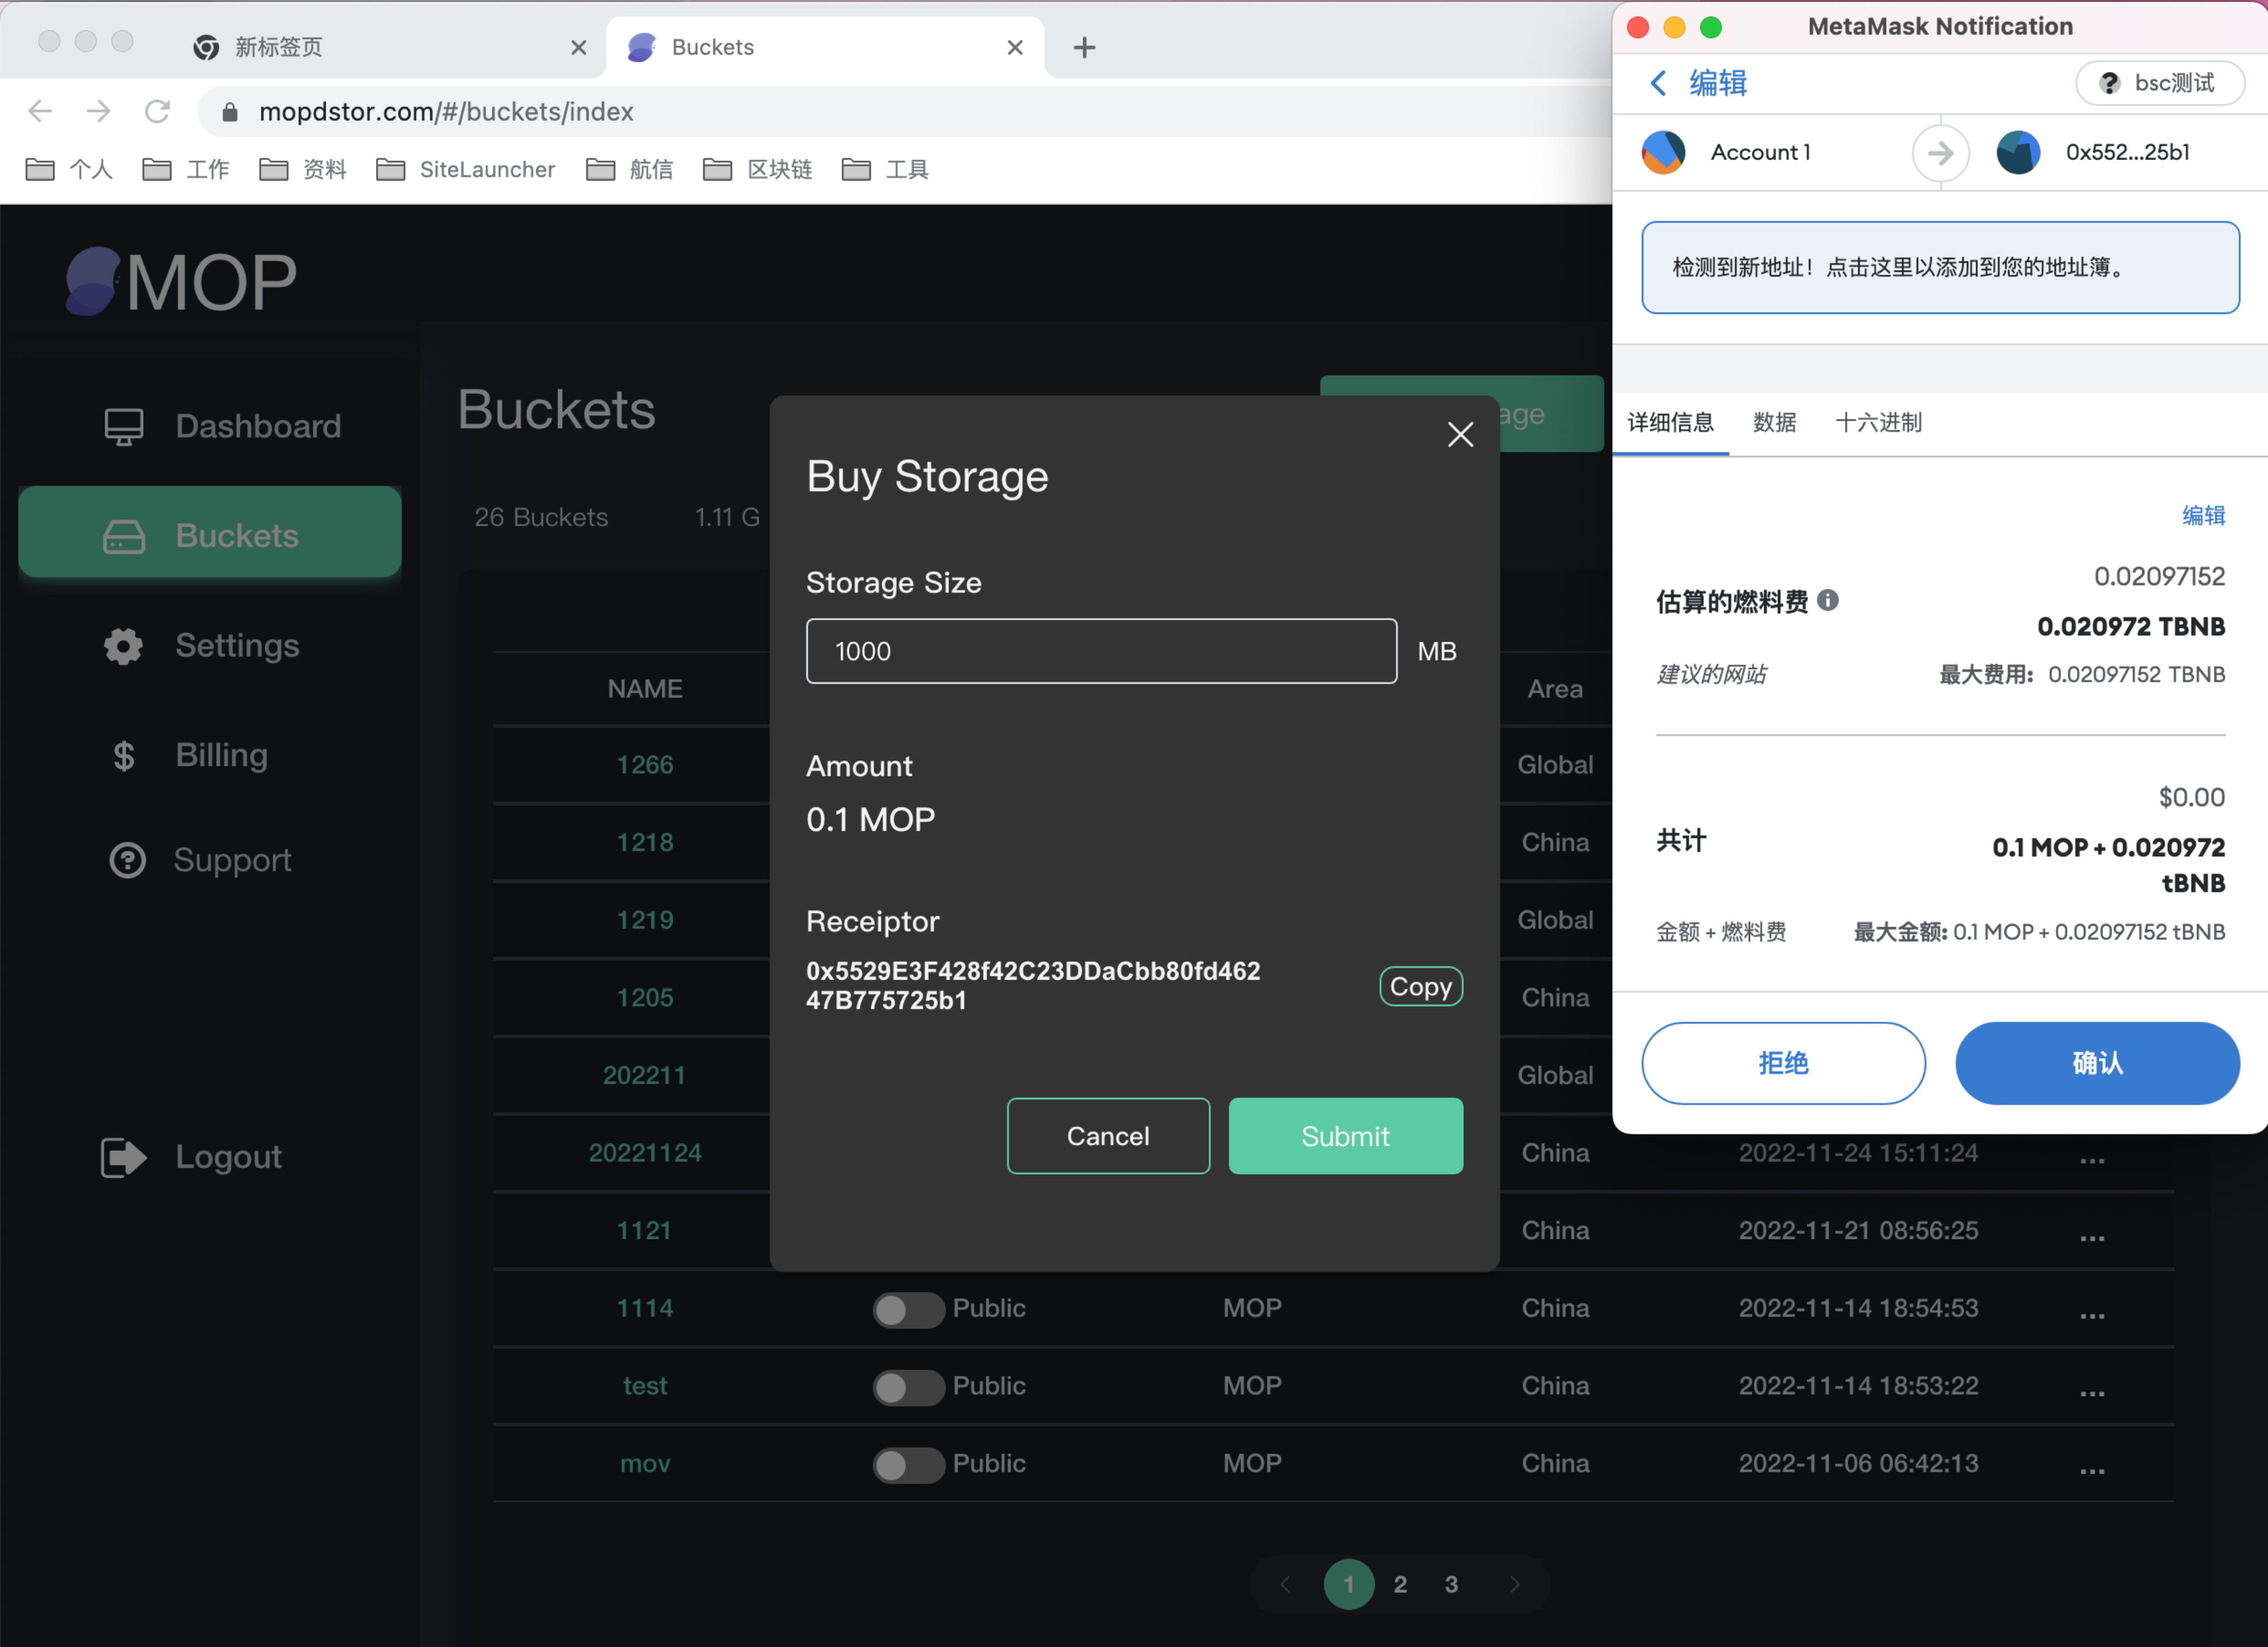 新标签页
Buckets
mopdstor.com/#/buckets/index
个人
工作
资料
SiteLauncher
航信
区块链
工具
MOP
Dashboard
Buckets
Settings
Billing
Support
Logout
Buckets
26 Buckets 1.11 G
NAME Area
1266 Global
1218 China
1219 Global
1205 China
202211 Global
20221124 China 2022-11-24 15:11:24 ...
1121 China 2022-11-21 08:56:25 ...
1114 Public MOP China 2022-11-14 18:54:53 ...
test Public MOP China 2022-11-14 18:53:22 ...
mov Public MOP China 2022-11-06 06:42:13 ...
1 2 3
Buy Storage
Storage Size
1000 MB
Amount
0.1 MOP
Receiptor
0x5529E3F428f42C23DDaCbb80fd462
47B775725b1
Copy
Cancel Submit
MetaMask Notification
编辑 bsc测试
Account 1 0x552...25b1
检测到新地址！点击这里以添加到您的地址簿。
详细信息 数据 十六进制
编辑
0.02097152
估算的燃料费
0.020972 TBNB
建议的网站 最大费用: 0.02097152 TBNB
$0.00
共计 0.1 MOP + 0.020972
tBNB
金额 + 燃料费 最大金额: 0.1 MOP + 0.02097152 tBNB
拒绝 确认